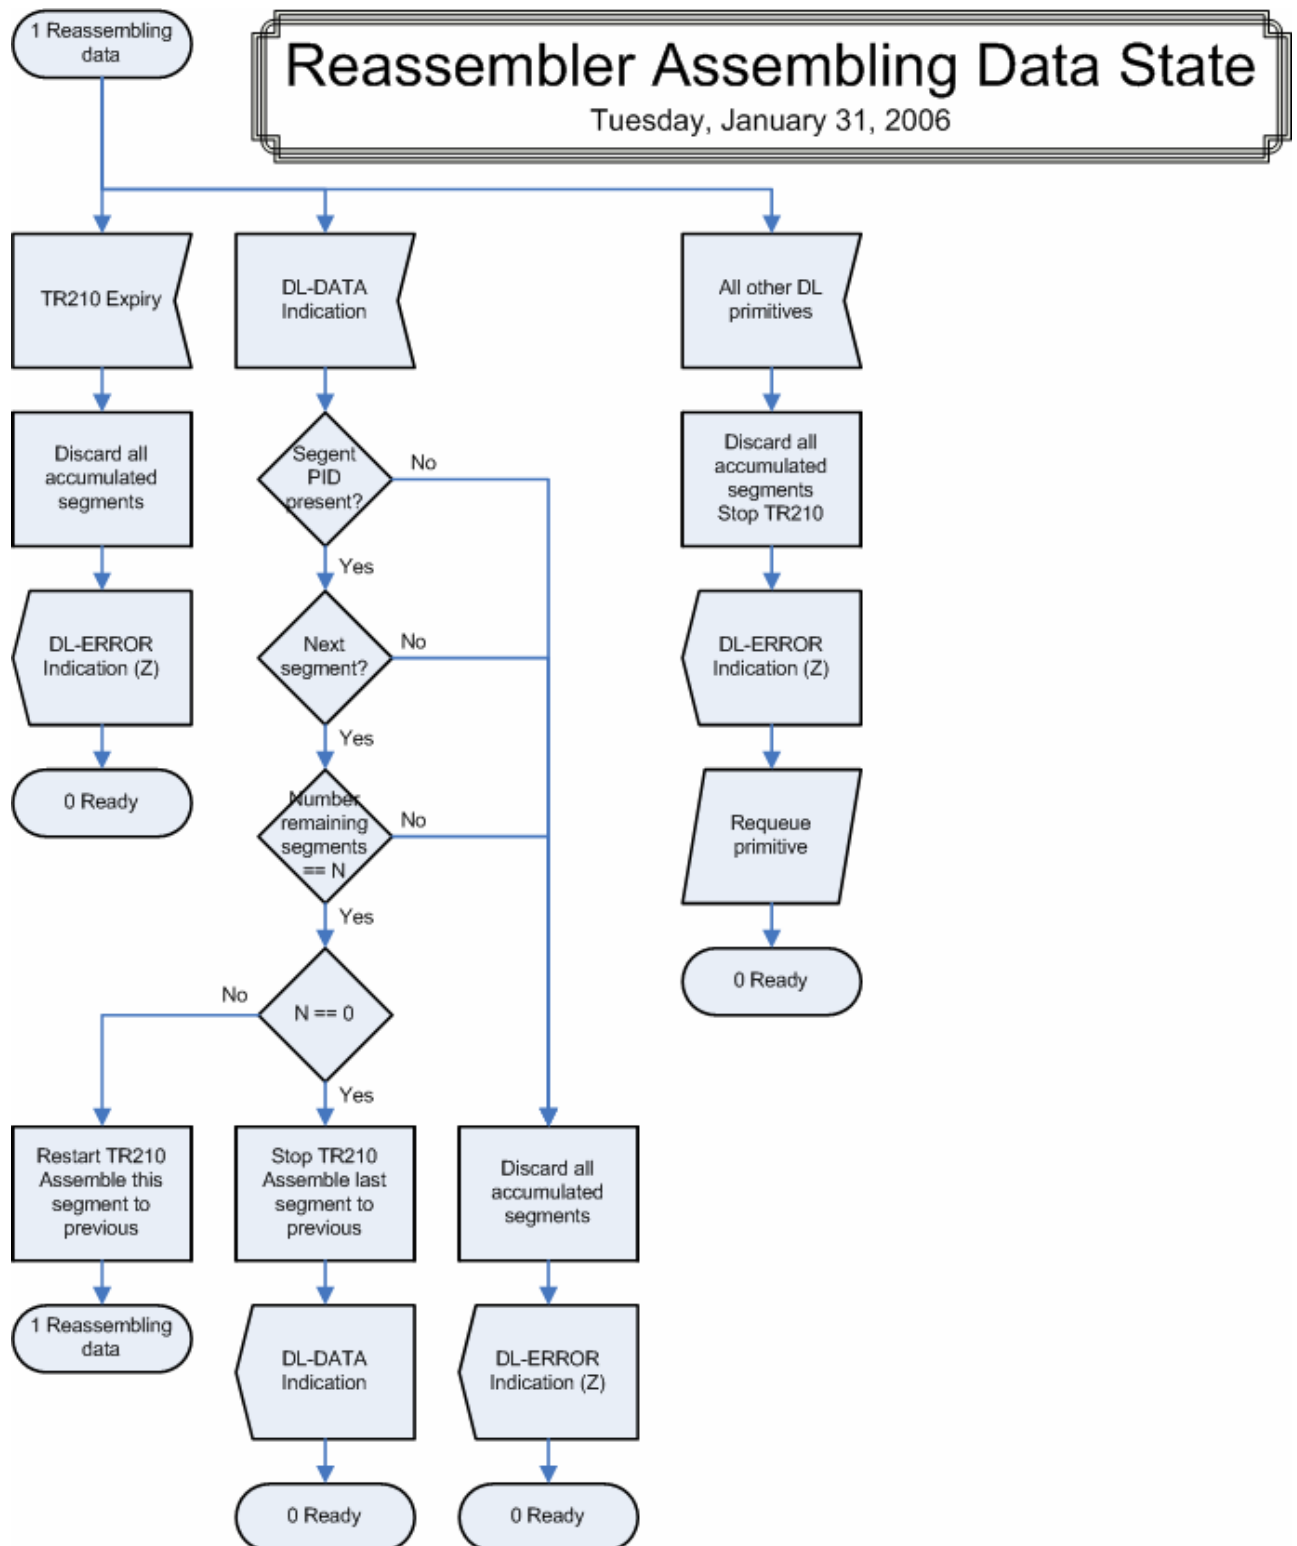 1 Reassembling
data
Reassembler Assembling Data State
Tuesday, January 31, 2006
TR210 Expiry
DL-DATA
Indication
All other DL
primitives
Discard all
accumulated
segments
Segent
PID
present?
No
Discard all
accumulated
segments
Stop TR210
Yes
DL-ERROR
Indication (Z)
Next
segment?
No
DL-ERROR
Indication (Z)
Yes
0 Ready
Number
remaining
segments
== N
No
Requeue
primitive
Yes
No
N == 0
0 Ready
Yes
Restart TR210
Assemble this
segment to
previous
Stop TR210
Assemble last
segment to
previous
Discard all
accumulated
segments
1 Reassembling
data
DL-DATA
Indication
DL-ERROR
Indication (Z)
0 Ready
0 Ready